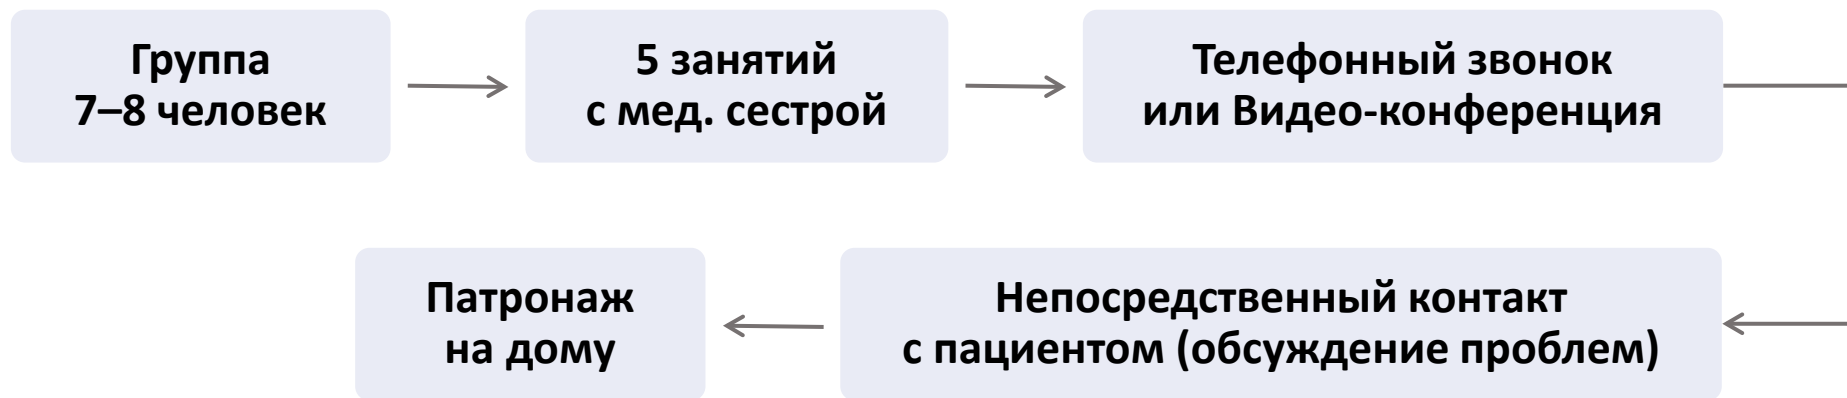 Группа
7–8 человек
5 занятий
с мед. сестрой
Телефонный звонок
или Видео-конференция
Непосредственный контакт
с пациентом (обсуждение проблем)
Патронаж
на дому